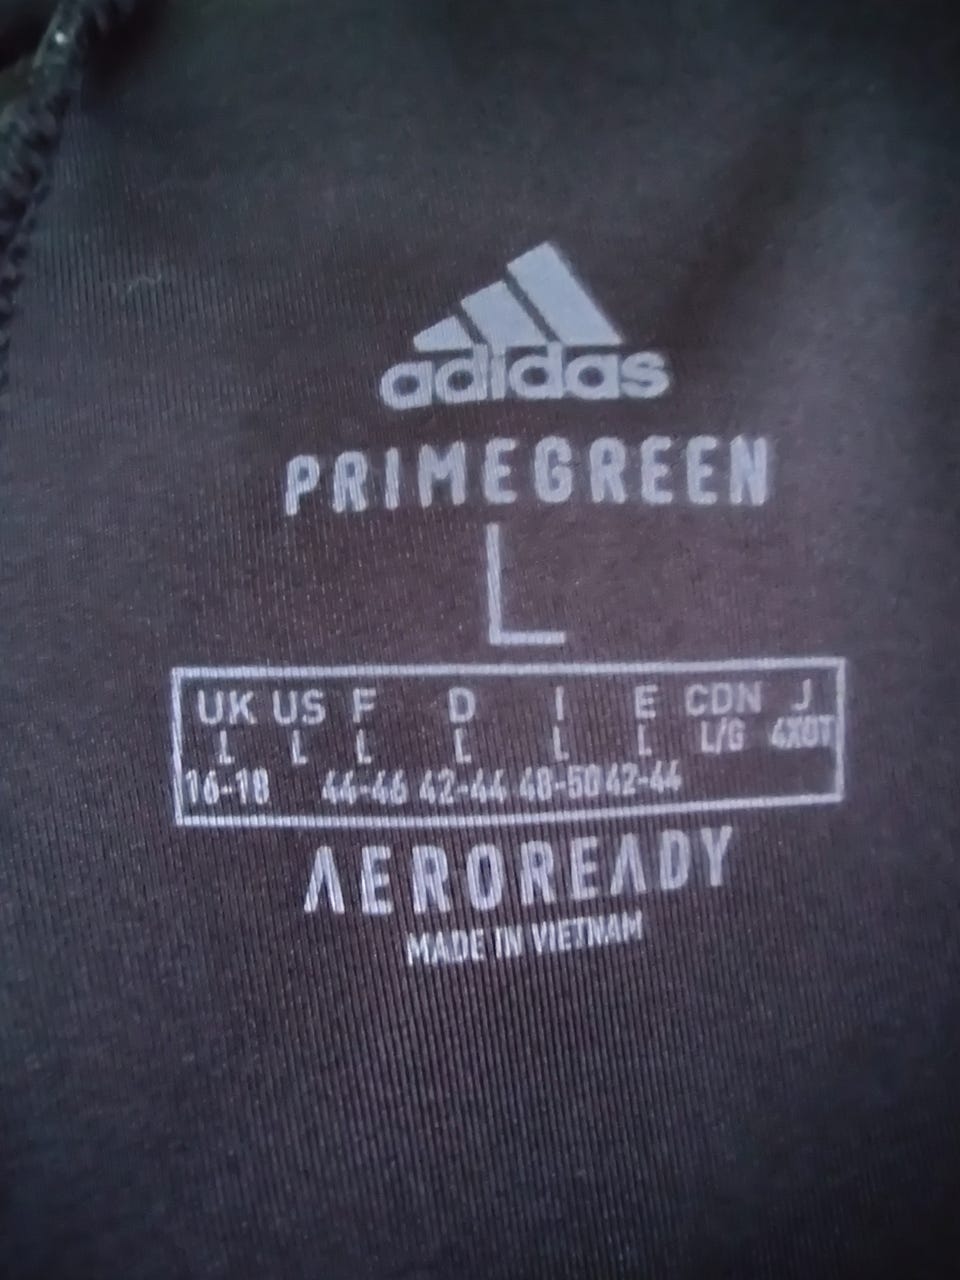 adidas
PRIMEGREEN
L
UK US F D I E CDN J
L L L L L L L/G 4XOT
16-18 44-46 42-44 48-50 42-44
AEROREADY
MADE IN VIETNAM